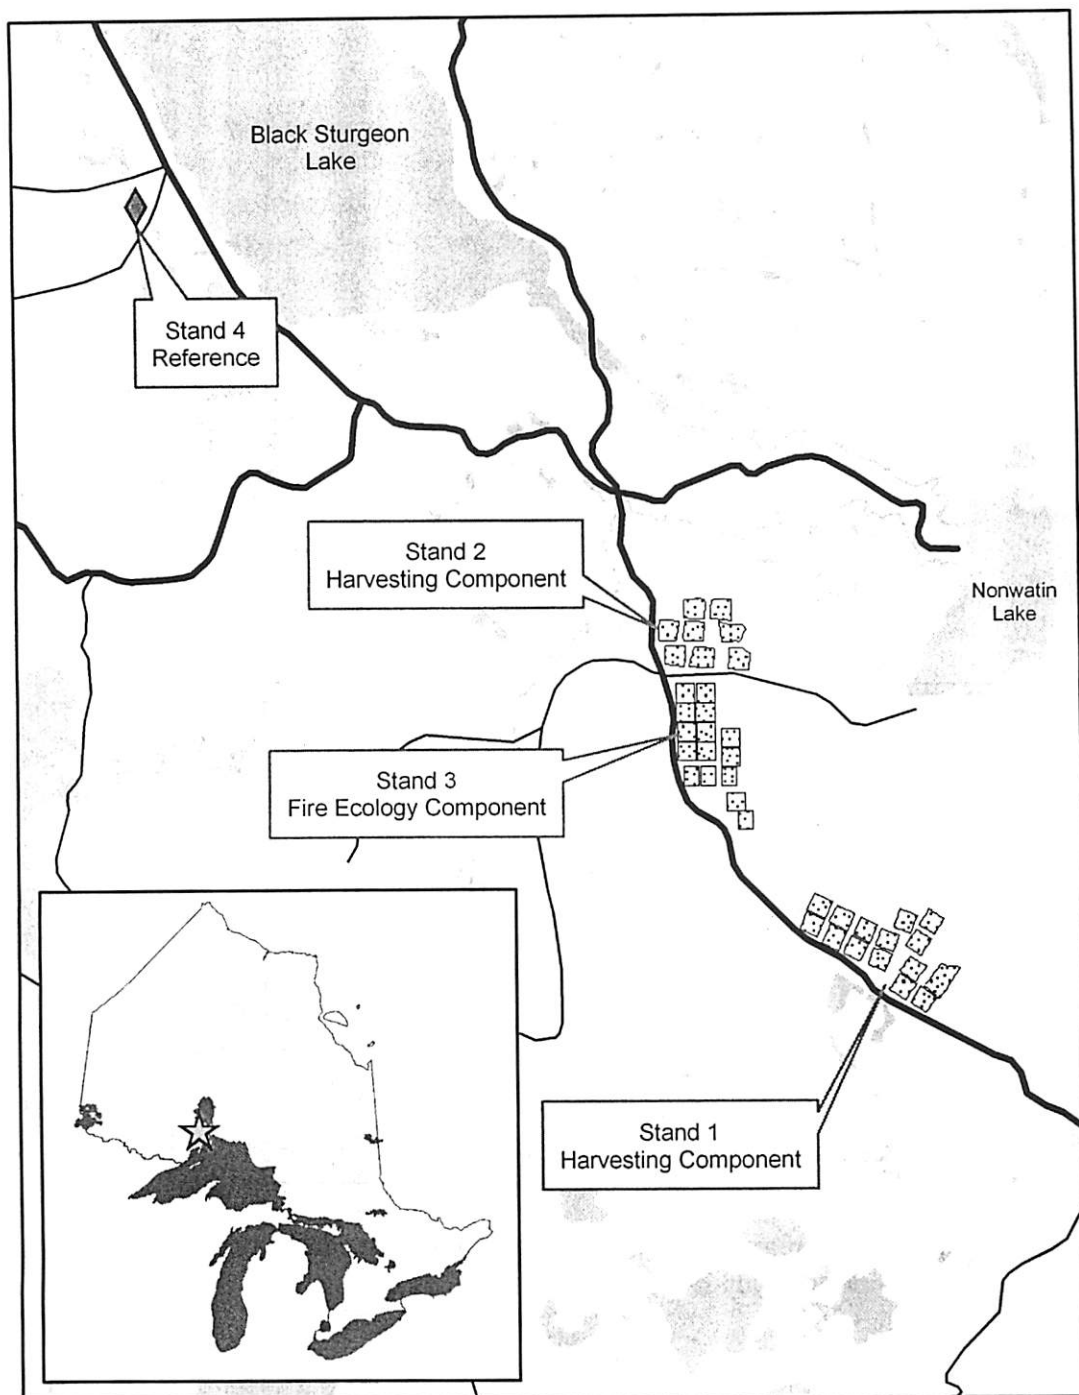 Black Sturgeon
Lake
Stand 4
Reference
Stand 2
Harvesting Component
Nonwatin
Lake
Stand 3
Fire Ecology Component
Stand 1
Harvesting Component